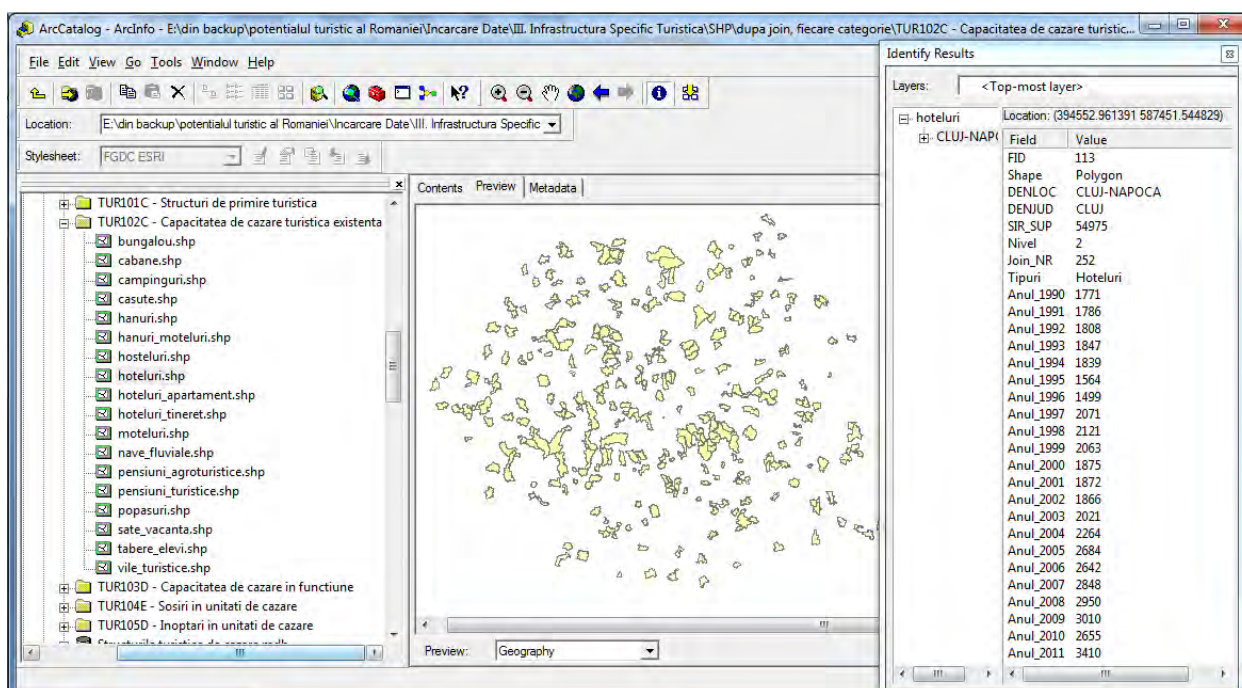 ArcCatalog - ArcInfo - E:\din backup\potentialul turistic al Romaniei\Incarcare Date\III. Infrastructura Specific Turistica\SHP\dupa join, fiecare categorie\TUR102C - Capacitatea de cazare turistic...
File Edit View Go Tools Window Help
Location: E:\din backup\potentialul turistic al Romaniei\Incarcare Date\III. Infrastructura Specific
Stylesheet: FGDC ESRI
TUR101C - Structuri de primire turistica
TUR102C - Capacitatea de cazare turistica existenta
bungalou.shp
cabane.shp
campinguri.shp
casute.shp
hanuri.shp
hanuri_moteluri.shp
hosteluri.shp
hoteluri.shp
hoteluri_apartament.shp
hoteluri_tineret.shp
moteluri.shp
nave_fluviale.shp
pensiuni_agroturistice.shp
pensiuni_turistice.shp
popasuri.shp
sate_vacanta.shp
tabere_elevi.shp
vile_turistice.shp
TUR103D - Capacitatea de cazare in functiune
TUR104E - Sosiri in unitati de cazare
TUR105D - Inoptari in unitati de cazare
Contents Preview Metadata
Preview: Geography
Identify Results
Layers: <Top-most layer>
hoteluri
CLUJ-NAP
Location: (394552.961391 587451.544829)
Field Value
FID 113
Shape Polygon
DENLOC CLUJ-NAPOCA
DENJUD CLUJ
SIR_SUP 54975
Nivel 2
Join_NR 252
Tipuri Hoteluri
Anul_1990 1771
Anul_1991 1786
Anul_1992 1808
Anul_1993 1847
Anul_1994 1839
Anul_1995 1564
Anul_1996 1499
Anul_1997 2071
Anul_1998 2121
Anul_1999 2063
Anul_2000 1875
Anul_2001 1872
Anul_2002 1866
Anul_2003 2021
Anul_2004 2264
Anul_2005 2684
Anul_2006 2642
Anul_2007 2848
Anul_2008 2950
Anul_2009 3010
Anul_2010 2655
Anul_2011 3410